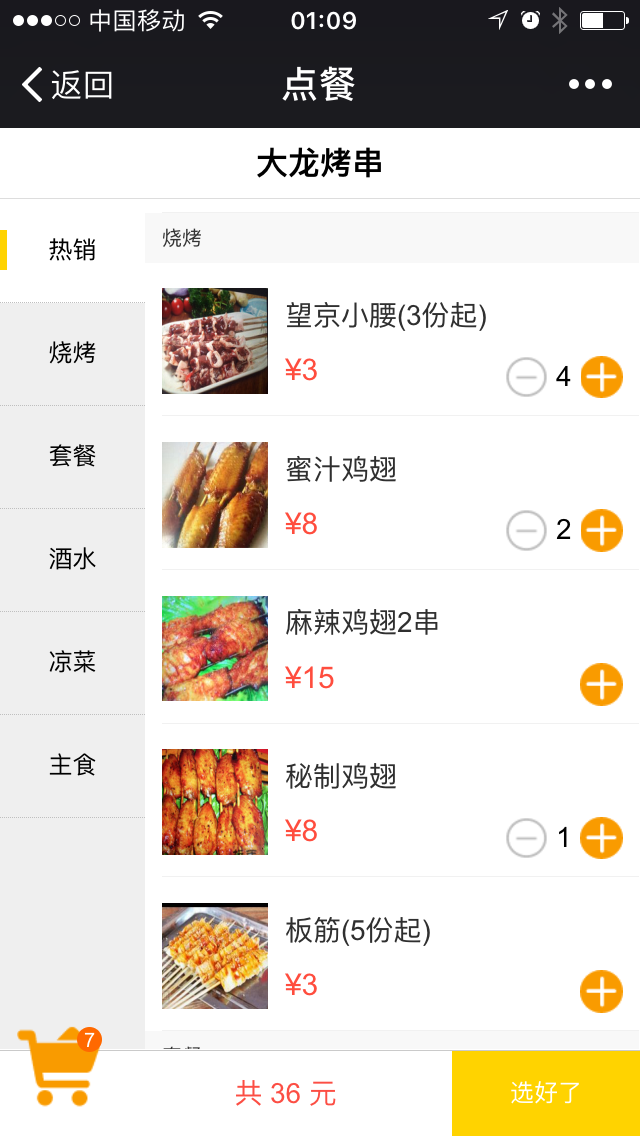 中国移动 01:09
返回 点餐
大龙烤串
热销
烧烤
套餐
酒水
凉菜
主食
烧烤
望京小腰(3份起)
¥3
4
蜜汁鸡翅
¥8
2
麻辣鸡翅2串
¥15
秘制鸡翅
¥8
1
板筋(5份起)
¥3
7
共 36 元
选好了